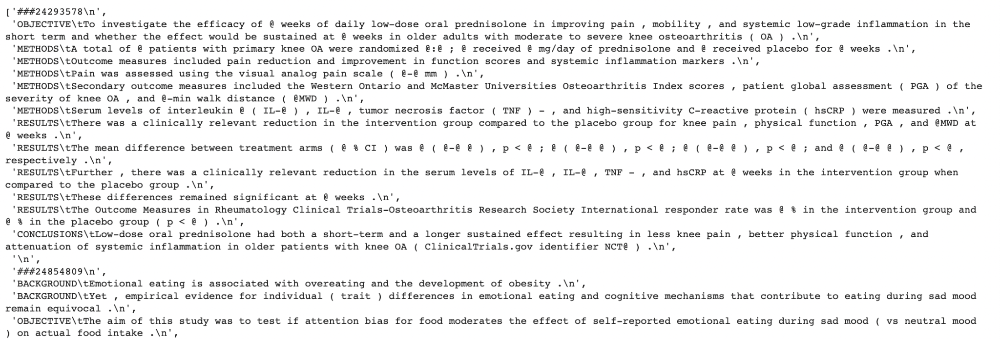 ['###24293578\n',
 'OBJECTIVE\tTo investigate the efficacy of @ weeks of daily low-dose oral prednisolone in improving pain , mobility , and systemic low-grade inflammation in the
short term and whether the effect would be sustained at @ weeks in older adults with moderate to severe knee osteoarthritis ( OA ) .\n',
 'METHODS\tA total of @ patients with primary knee OA were randomized @:@ ; @ received @ mg/day of prednisolone and @ received placebo for @ weeks .\n',
 'METHODS\tOutcome measures included pain reduction and improvement in function scores and systemic inflammation markers .\n',
 'METHODS\tPain was assessed using the visual analog pain scale ( @-@ mm ) .\n',
 'METHODS\tSecondary outcome measures included the Western Ontario and McMaster Universities Osteoarthritis Index scores , patient global assessment ( PGA ) of the
severity of knee OA , and @-min walk distance ( @MWD ) .\n',
 'METHODS\tSerum levels of interleukin @ ( IL-@ ) , IL-@ , tumor necrosis factor ( TNF ) - , and high-sensitivity C-reactive protein ( hsCRP ) were measured .\n',
 'RESULTS\tThere was a clinically relevant reduction in the intervention group compared to the placebo group for knee pain , physical function , PGA , and @MWD at
@ weeks .\n',
 'RESULTS\tThe mean difference between treatment arms ( @ % CI ) was @ ( @-@ @ ) , p < @ ; @ ( @-@ @ ) , p < @ ; @ ( @-@ @ ) , p < @ ; and @ ( @-@ @ ) , p < @ ,
respectively .\n',
 'RESULTS\tFurther , there was a clinically relevant reduction in the serum levels of IL-@ , IL-@ , TNF - , and hsCRP at @ weeks in the intervention group when
compared to the placebo group .\n',
 'RESULTS\tThese differences remained significant at @ weeks .\n',
 'RESULTS\tThe Outcome Measures in Rheumatology Clinical Trials-Osteoarthritis Research Society International responder rate was @ % in the intervention group and
@ % in the placebo group ( p < @ ) .\n',
 'CONCLUSIONS\tLow-dose oral prednisolone had both a short-term and a longer sustained effect resulting in less knee pain , better physical function , and
attenuation of systemic inflammation in older patients with knee OA ( ClinicalTrials.gov identifier NCT@ ) .\n',
 '\n',
 '###24854809\n',
 'BACKGROUND\tEmotional eating is associated with overeating and the development of obesity .\n',
 'BACKGROUND\tYet , empirical evidence for individual ( trait ) differences in emotional eating and cognitive mechanisms that contribute to eating during sad mood
remain equivocal .\n',
 'OBJECTIVE\tThe aim of this study was to test if attention bias for food moderates the effect of self-reported emotional eating during sad mood ( vs neutral mood
) on actual food intake .\n',